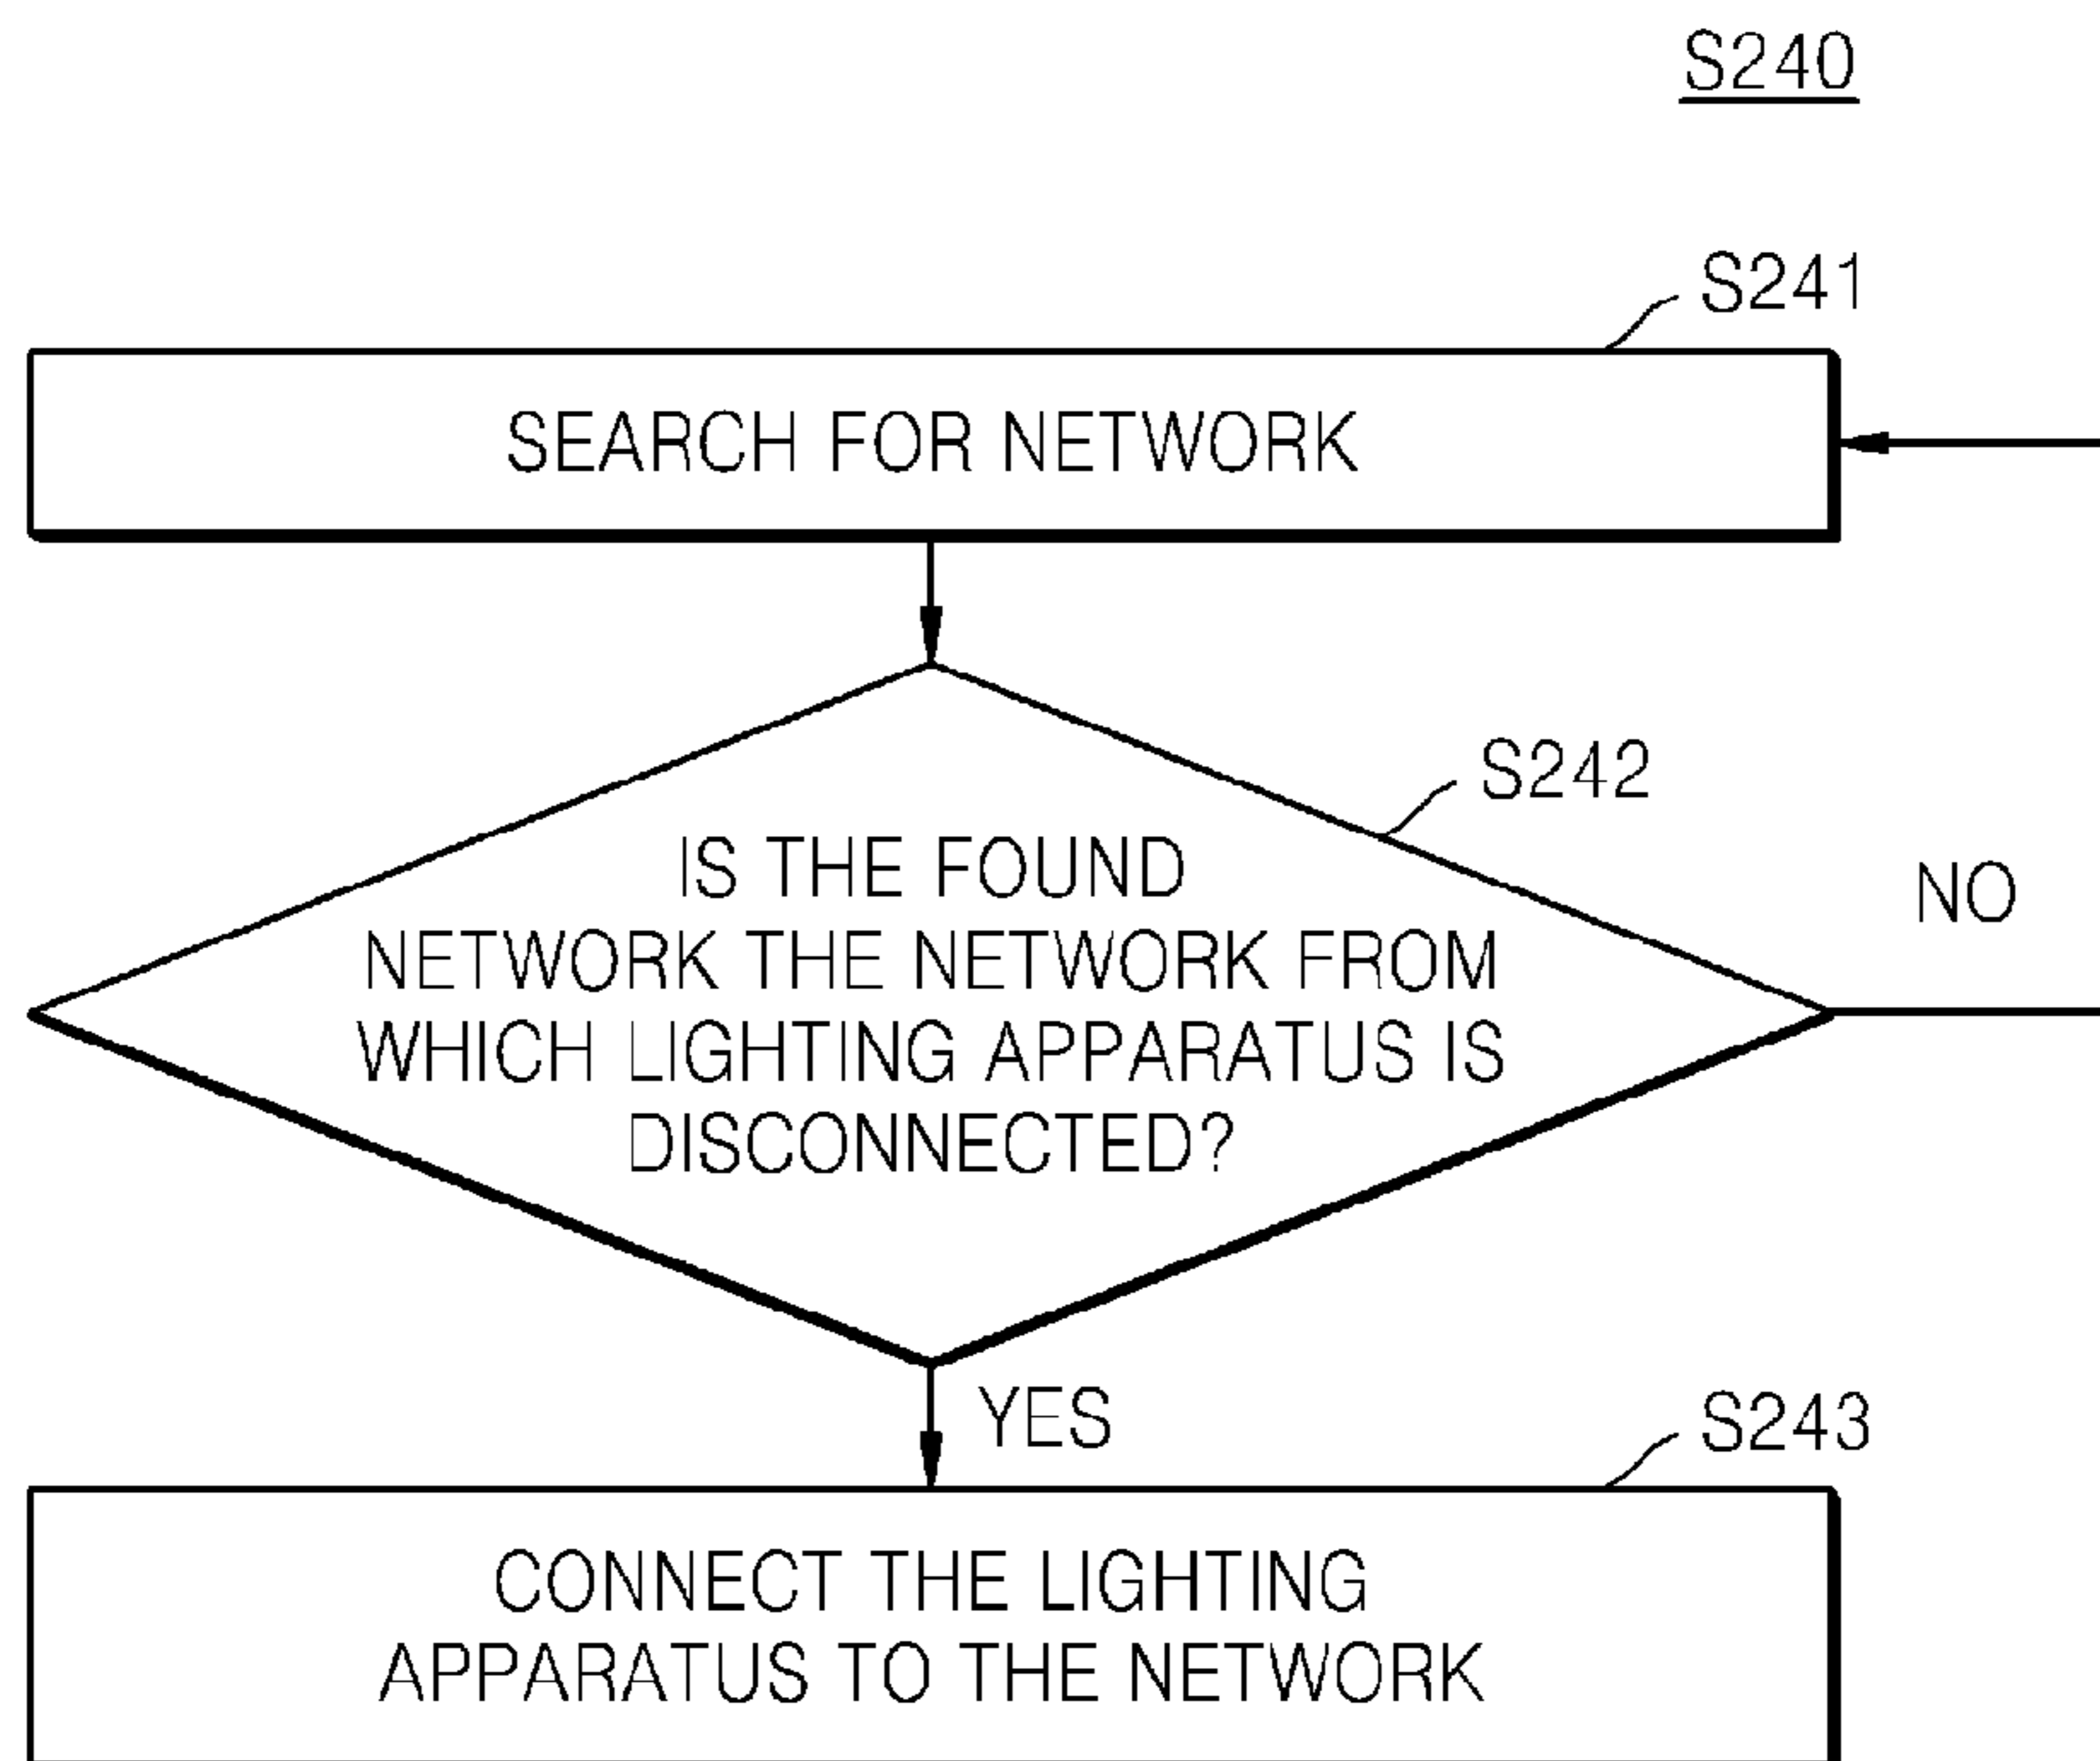 S240
S241
SEARCH FOR NETWORK
S242
IS THE FOUND
NETWORK THE NETWORK FROM
WHICH LIGHTING APPARATUS IS
DISCONNECTED?
NO
YES
S243
CONNECT THE LIGHTING
APPARATUS TO THE NETWORK